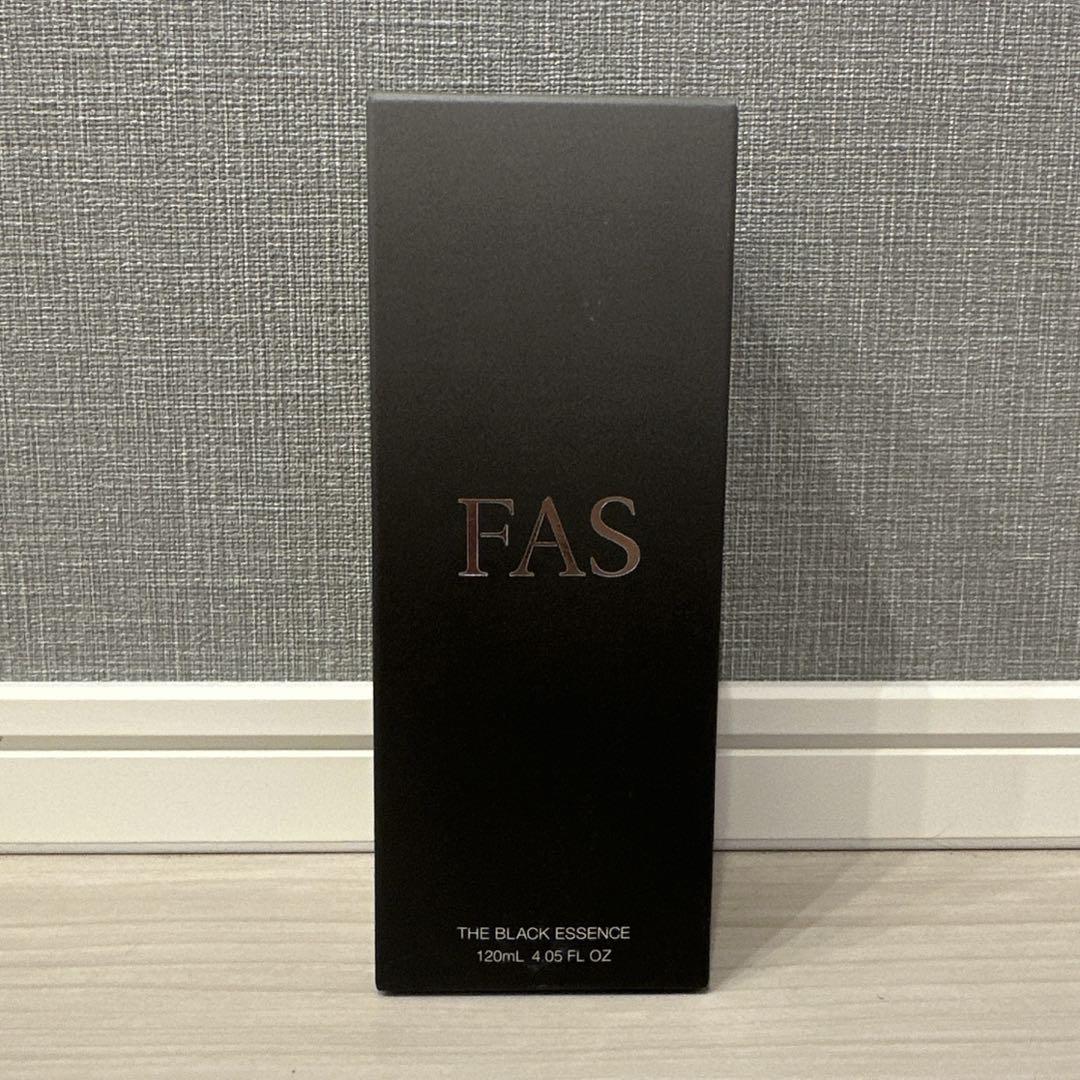 FAS
THE BLACK ESSENCE
120mL 4.05 FL OZ